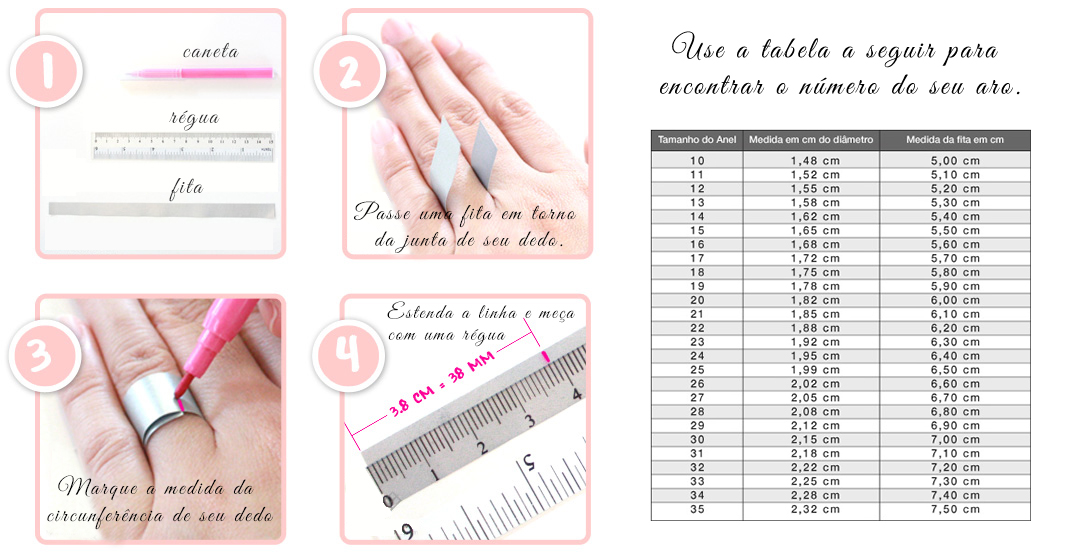 1
caneta
régua
fita
2
Passe uma fita em torno
da junta de seu dedo.
3
Marque a medida da
circunferência de seu dedo
4
Estenda a linha e meça
com uma régua
3.8 CM = 38 MM
0 1 2 3 4
5
6
Use a tabela a seguir para
encontrar o número do seu aro.
Tamanho do Anel Medida em cm do diâmetro Medida da fita em cm
10 1,48 cm 5,00 cm
11 1,52 cm 5,10 cm
12 1,55 cm 5,20 cm
13 1,58 cm 5,30 cm
14 1,62 cm 5,40 cm
15 1,65 cm 5,50 cm
16 1,68 cm 5,60 cm
17 1,72 cm 5,70 cm
18 1,75 cm 5,80 cm
19 1,78 cm 5,90 cm
20 1,82 cm 6,00 cm
21 1,85 cm 6,10 cm
22 1,88 cm 6,20 cm
23 1,92 cm 6,30 cm
24 1,95 cm 6,40 cm
25 1,99 cm 6,50 cm
26 2,02 cm 6,60 cm
27 2,05 cm 6,70 cm
28 2,08 cm 6,80 cm
29 2,12 cm 6,90 cm
30 2,15 cm 7,00 cm
31 2,18 cm 7,10 cm
32 2,22 cm 7,20 cm
33 2,25 cm 7,30 cm
34 2,28 cm 7,40 cm
35 2,32 cm 7,50 cm